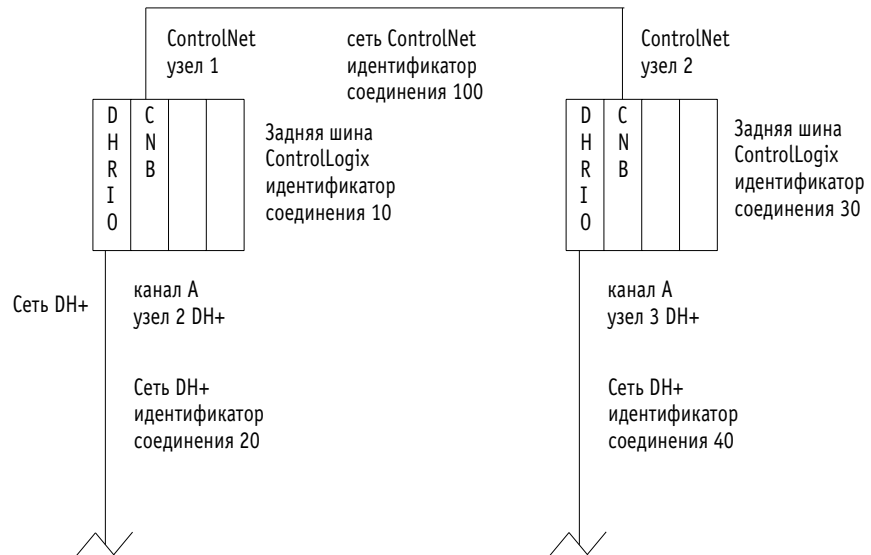 ControlNet
узел 1
сеть ControlNet
идентификатор
соединения 100
ControlNet
узел 2
D
H
R
I
O
C
N
B
Задняя шина
ControlLogix
идентификатор
соединения 10
D
H
R
I
O
C
N
B
Задняя шина
ControlLogix
идентификатор
соединения 30
Сеть DH+
канал A
узел 2 DH+
канал A
узел 3 DH+
Сеть DH+
идентификатор
соединения 20
Сеть DH+
идентификатор
соединения 40